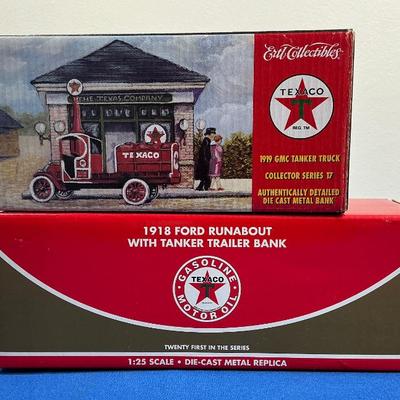 Ertl Collectibles
THE TEXAS COMPANY
TEXACO
T
REG. TM
TEXACO
1919 GMC TANKER TRUCK
COLLECTOR SERIES 17
AUTHENTICALLY DETAILED
DIE CAST METAL BANK
1918 FORD RUNABOUT
WITH TANKER TRAILER BANK
GASOLINE
TEXACO
T
MOTOR OIL
TWENTY FIRST IN THE SERIES
1:25 SCALE • DIE-CAST METAL REPLICA